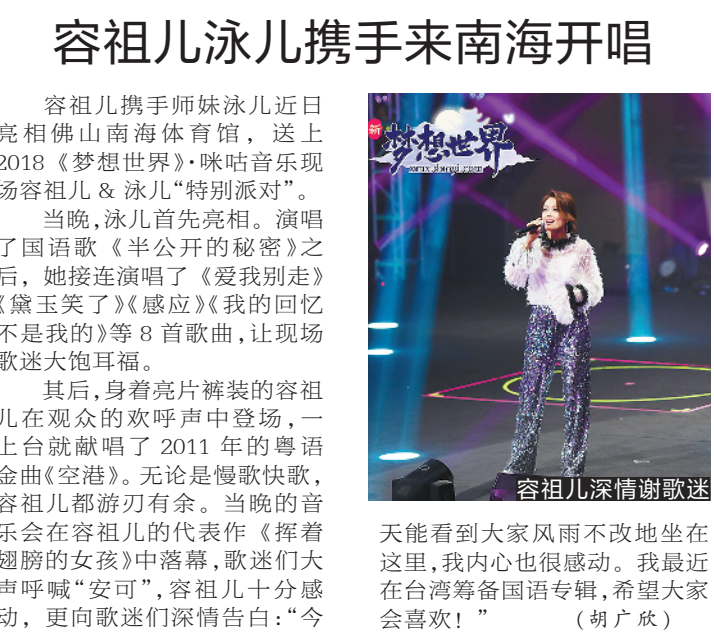 容祖儿泳儿携手来南海开唱
容祖儿携手师妹泳儿近日
亮相佛山南海体育馆，送上
2018《梦想世界》·咪咕音乐现
场容祖儿 & 泳儿“特别派对”。
当晚,泳儿首先亮相。演唱
了国语歌《半公开的秘密》之
后，她接连演唱了《爱我别走》
《黛玉笑了》《感应》《我的回忆
不是我的》等 8 首歌曲,让现场
歌迷大饱耳福。
其后,身着亮片裤装的容祖
儿在观众的欢呼声中登场,一
上台就献唱了 2011 年的粤语
金曲《空港》。无论是慢歌快歌,
容祖儿都游刃有余。当晚的音
乐会在容祖儿的代表作《挥着
翅膀的女孩》中落幕,歌迷们大
声呼喊“安可”,容祖儿十分感
动，更向歌迷们深情告白:“今
新
梦想世界
容祖儿深情谢歌迷
天能看到大家风雨不改地坐在
这里,我内心也很感动。我最近
在台湾筹备国语专辑,希望大家
会喜欢！” (胡广欣)